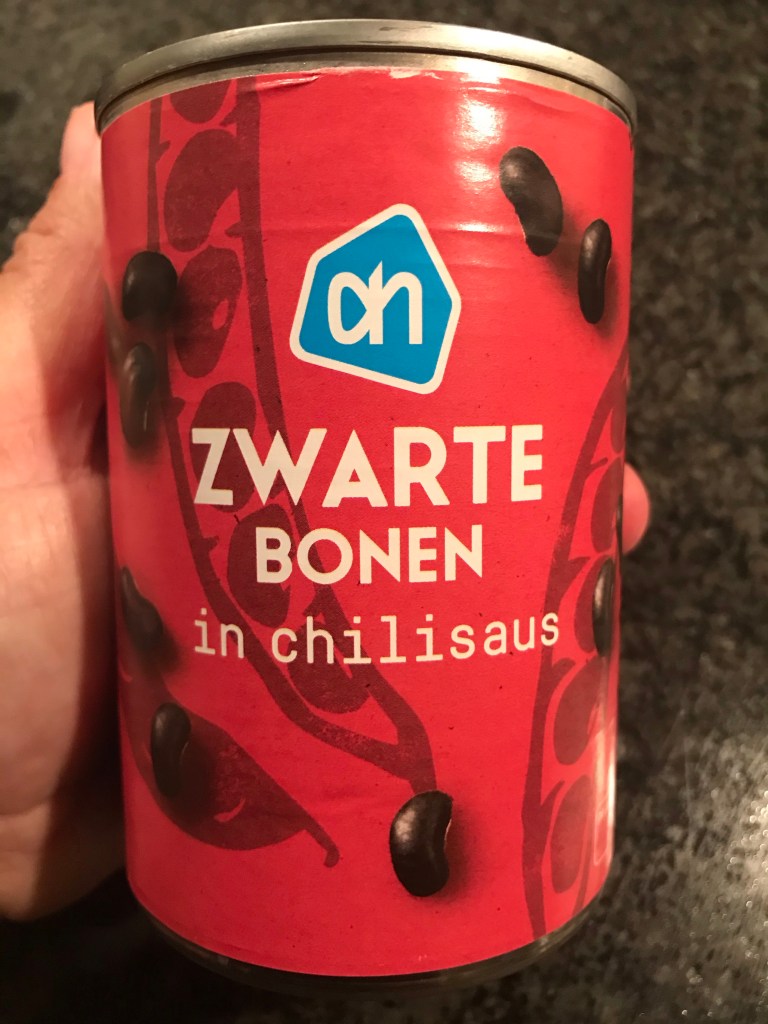 ah
ZWARTE
BONEN
in chilisaus